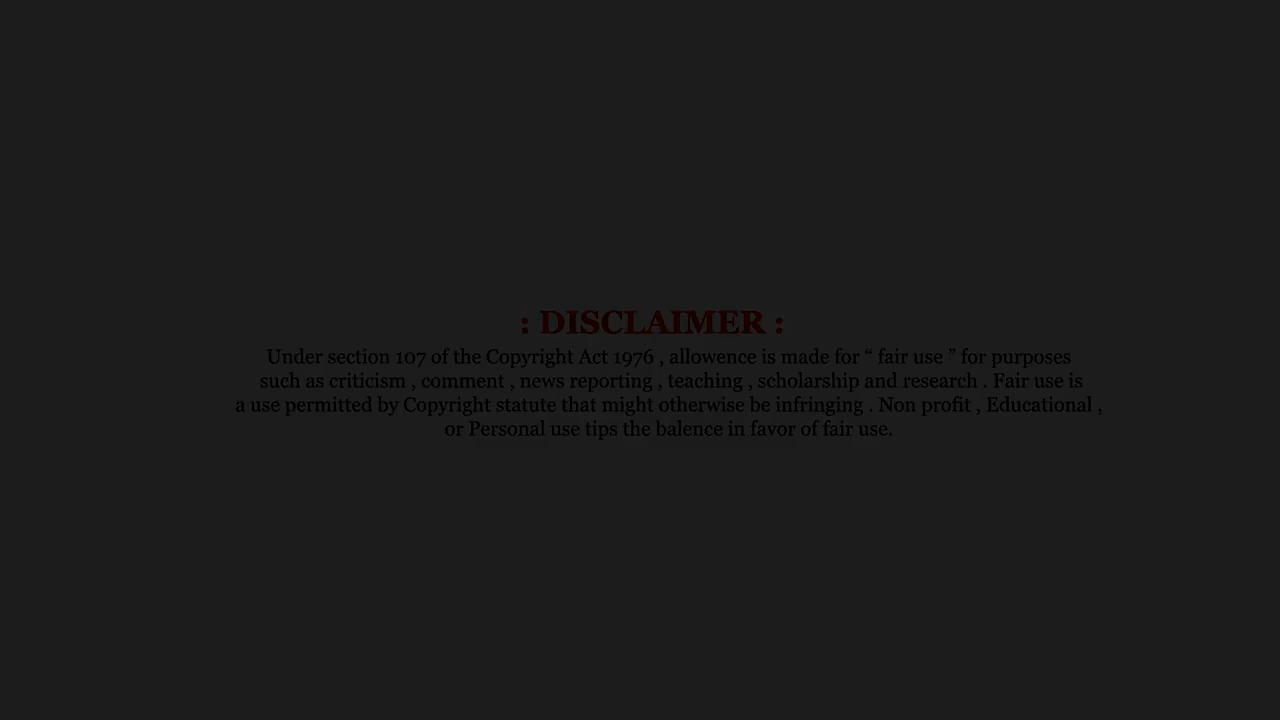 : DISCLAIMER :
Under section 107 of the Copyright Act 1976 , allowence is made for “ fair use ” for purposes
such as criticism , comment , news reporting , teaching , scholarship and research . Fair use is
a use permitted by Copyright statute that might otherwise be infringing . Non profit , Educational ,
or Personal use tips the balence in favor of fair use.